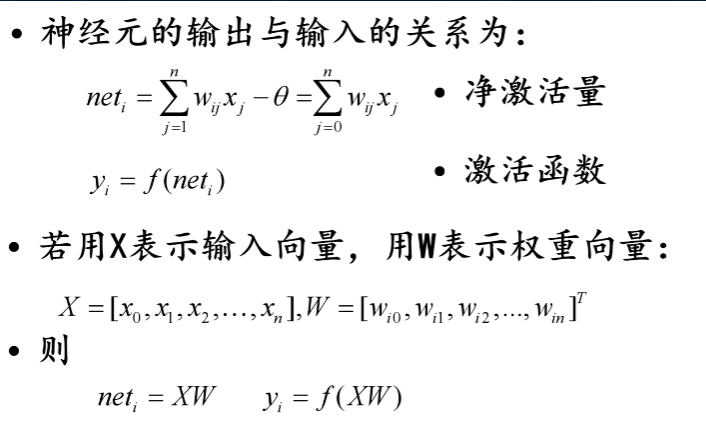 • 神经元的输出与输入的关系为：
net_i = \sum_{j=1}^{n} w_{ij} x_j - θ = \sum_{j=0}^{n} w_{ij} x_j • 净激活量
y_i = f(net_i) • 激活函数
• 若用X表示输入向量，用W表示权重向量：
X = [x_0, x_1, x_2, ..., x_n], W = [w_{i0}, w_{i1}, w_{i2}, ..., w_{in}]^T
• 则
net_i = XW y_i = f(XW)